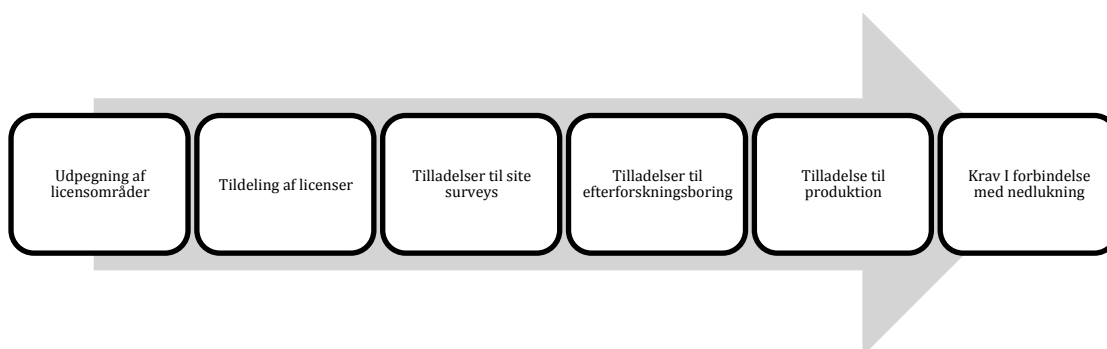 Udpegning af
licensområder
Tildeling af licenser
Tilladelser til site
surveys
Tilladelser til
efterforskningsboring
Tilladelse til
produktion
Krav I forbindelse
med nedlukning